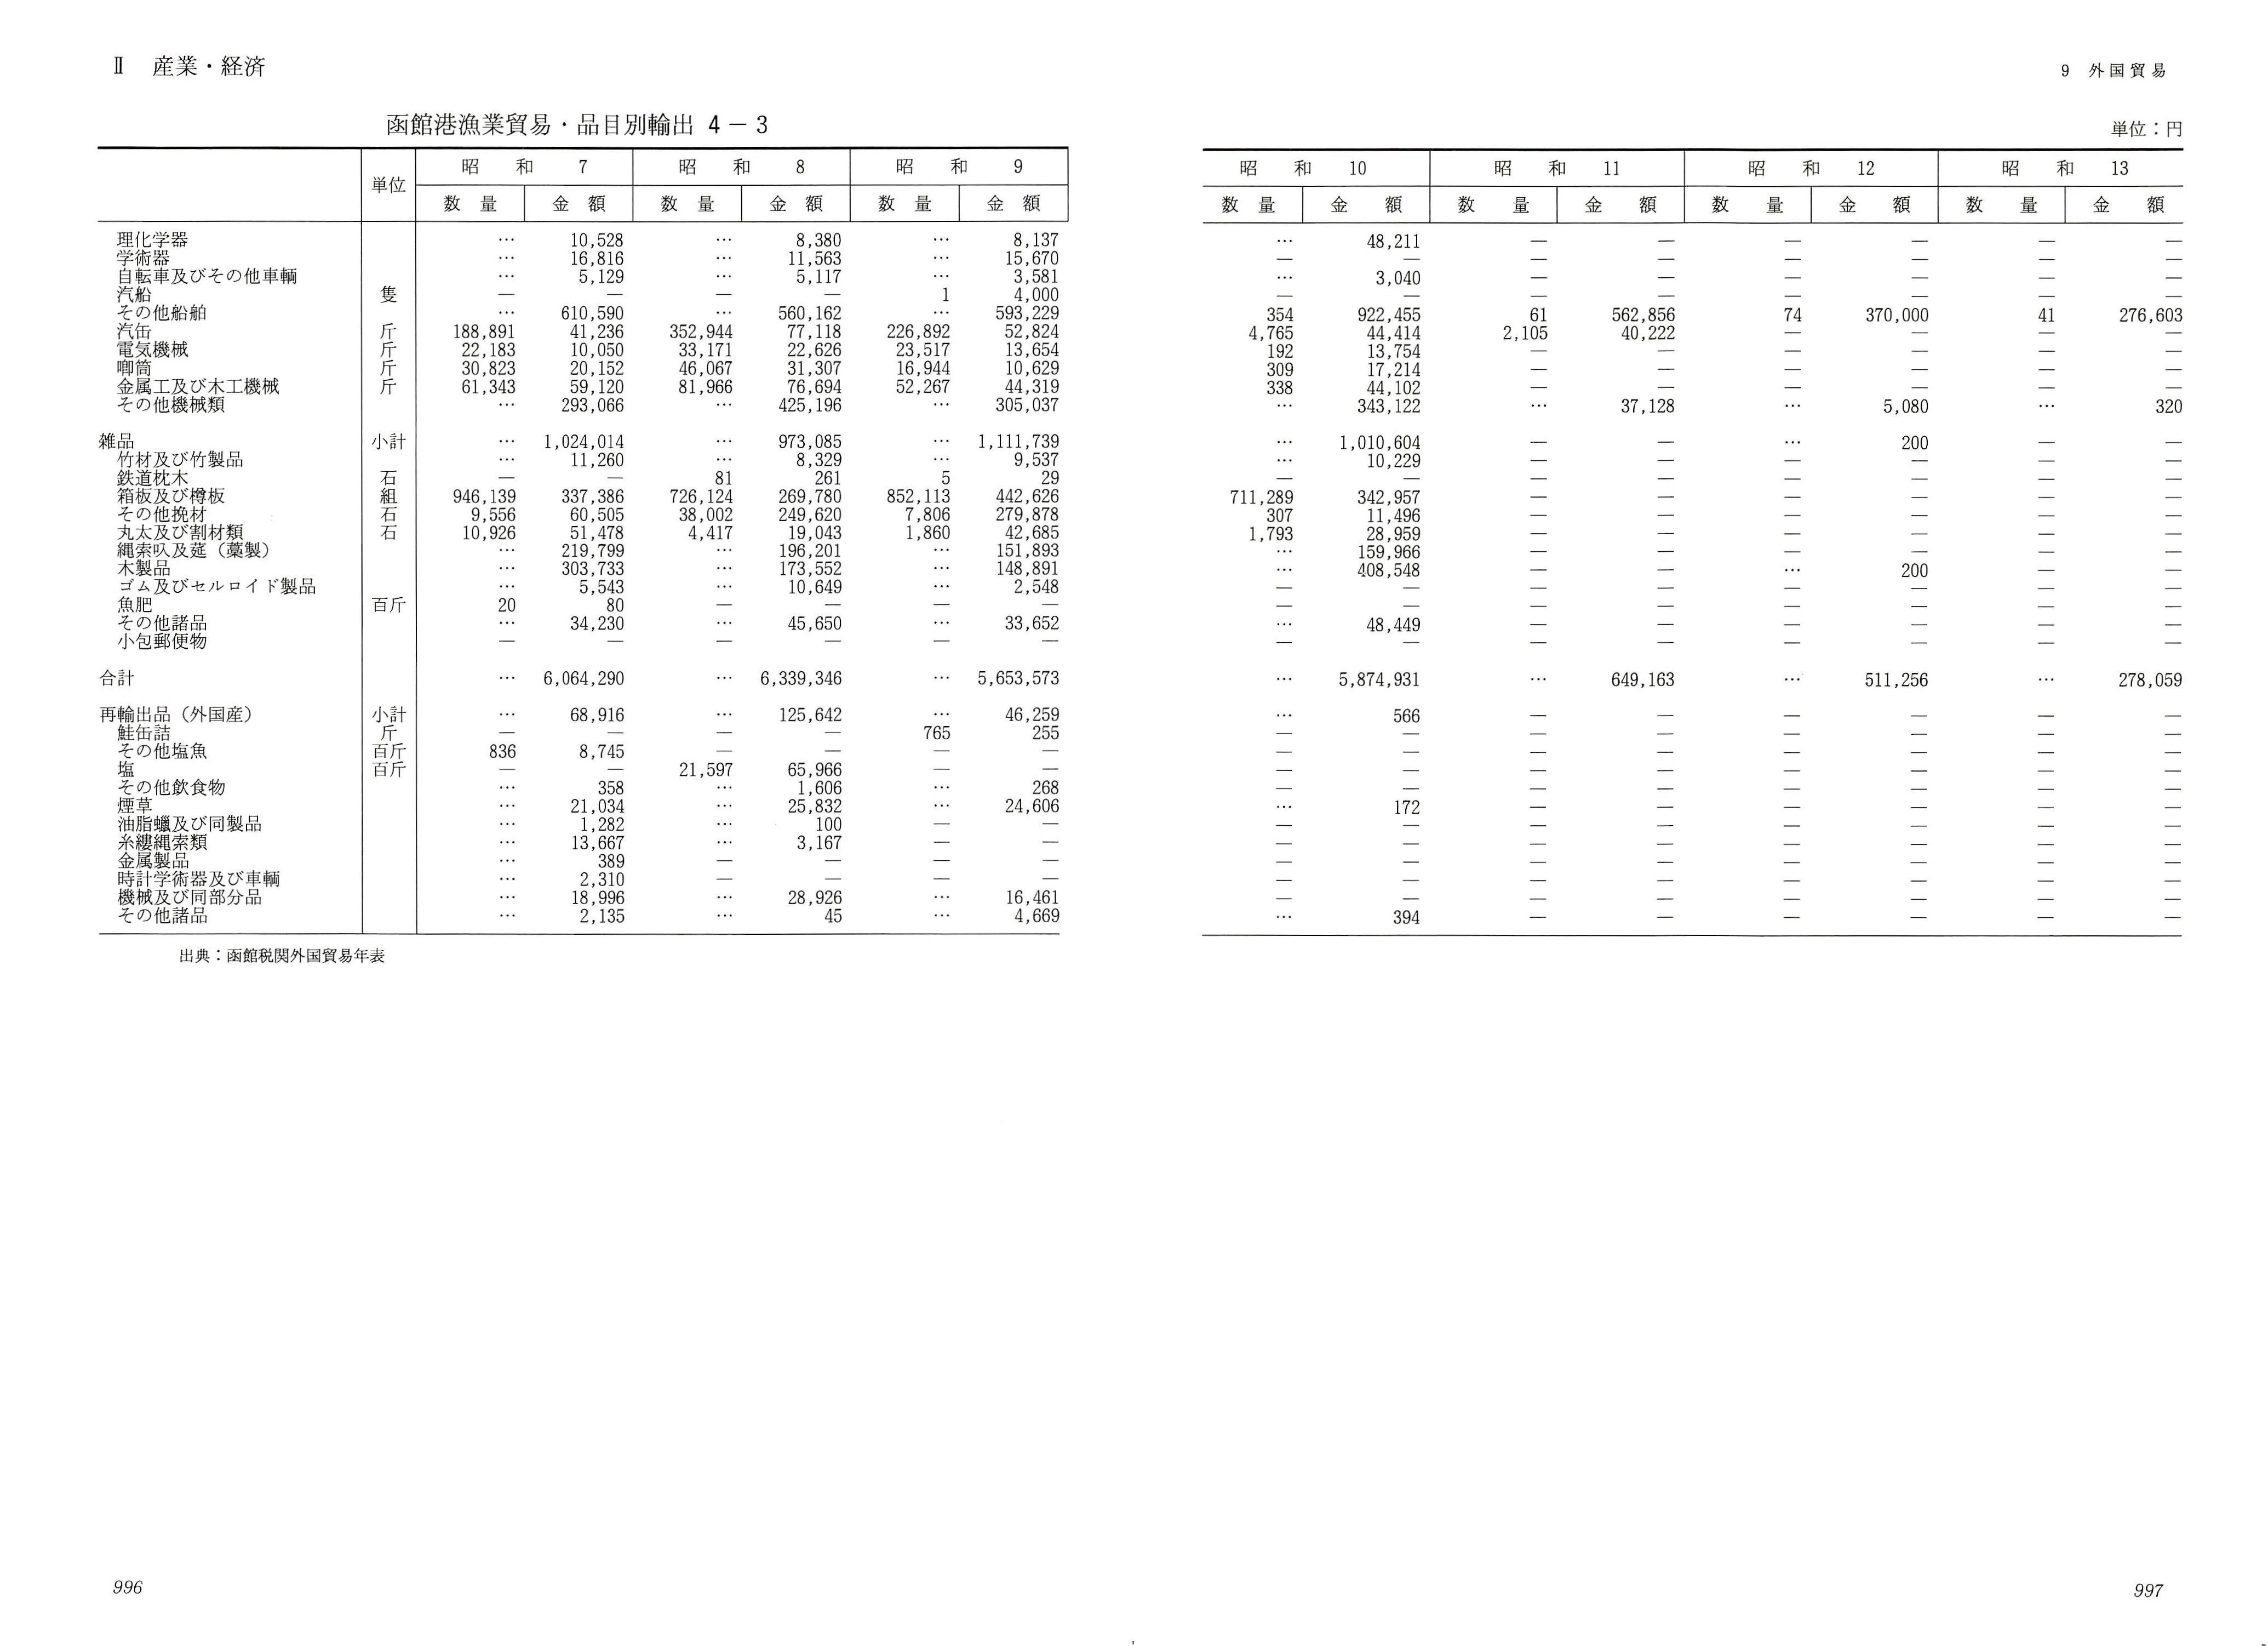 Ⅱ 産業・経済
9 外国貿易
函館港漁業貿易・品目別輸出 4－3
単位：円
単位 昭和7 昭和8 昭和9 昭和10 昭和11 昭和12 昭和13
数量 金額 数量 金額 数量 金額 数量 金額 数量 金額 数量 金額 数量 金額
理化学器 … 10,528 … 8,380 … 8,137 … 48,211 — — — — — —
学術器 … 16,816 … 11,563 … 15,670 — — — — — — — —
自転車及びその他車輌 … 5,129 … 5,117 … 3,581 … 3,040 — — — — — —
汽船 隻 — — — — 1 4,000 — — — — — — — —
その他船舶 … 610,590 … 560,162 … 593,229 354 922,455 61 562,856 74 370,000 41 276,603
汽缶 斤 188,891 41,236 352,944 77,118 226,892 52,824 4,765 44,414 2,105 40,222 — — — —
電気機械 斤 22,183 10,050 33,171 22,626 23,517 13,654 192 13,754 — — — — — —
喞筒 斤 30,823 20,152 46,067 31,307 16,944 10,629 309 17,214 — — — — — —
金属工及び木工機械 斤 61,343 59,120 81,966 76,694 52,267 44,319 338 44,102 — — — — — —
その他機械類 … 293,066 … 425,196 … 305,037 … 343,122 … 37,128 … 5,080 … 320
雑品 小計 … 1,024,014 … 973,085 … 1,111,739 … 1,010,604 — — … 200 — —
竹材及び竹製品 … 11,260 … 8,329 … 9,537 … 10,229 — — — — — —
鉄道枕木 石 — — 81 261 5 29 — — — — — — — —
箱板及び樽板 組 946,139 337,386 726,124 269,780 852,113 442,626 711,289 342,957 — — — — — —
その他挽材 石 9,556 60,505 38,002 249,620 7,806 279,878 307 11,496 — — — — — —
丸太及び割材類 石 10,926 51,478 4,417 19,043 1,860 42,685 1,793 28,959 — — — — — —
縄索叺及莚（藁製） … 219,799 … 196,201 … 151,893 … 159,966 — — — — — —
木製品 … 303,733 … 173,552 … 148,891 … 408,548 — — … 200 — —
ゴム及びセルロイド製品 … 5,543 … 10,649 … 2,548 — — — — — — — —
魚肥 百斤 20 80 — — — — — — — — — — — —
その他諸品 … 34,230 … 45,650 … 33,652 … 48,449 — — — — — —
小包郵便物 — — — — — — — — — — — — — —
合計 … 6,064,290 … 6,339,346 … 5,653,573 … 5,874,931 … 649,163 … 511,256 … 278,059
再輸出品（外国産） 小計 … 68,916 … 125,642 … 46,259 … 566 — — — — — —
鮭缶詰 斤 — — — — 765 255 — — — — — — — —
その他塩魚 百斤 836 8,745 — — — — — — — — — — — —
塩 百斤 — — 21,597 65,966 — — — — — — — — — —
その他飲食物 … 358 … 1,606 … 268 — — — — — — — —
煙草 … 21,034 … 25,832 … 24,606 … 172 — — — — — —
油脂蠟及び同製品 … 1,282 … 100 — — — — — — — — — —
糸縷縄索類 … 13,667 … 3,167 — — — — — — — — — —
金属製品 … 389 — — — — — — — — — — — —
時計学術器及び車輌 … 2,310 — — — — — — — — — — — —
機械及び同部分品 … 18,996 … 28,926 … 16,461 — — — — — — — —
その他諸品 … 2,135 … 45 … 4,669 … 394 — — — — — —
出典：函館税関外国貿易年表
996
997